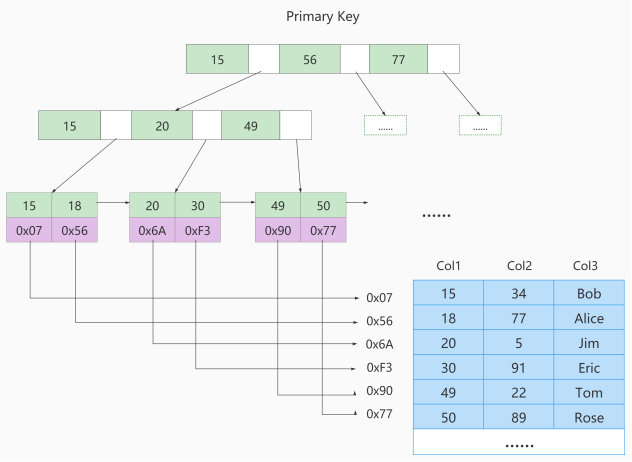 Primary Key
15 56 77
15 20 49
...... ......
15 18 20 30 49 50
0x07 0x56 0x6A 0xF3 0x90 0x77
......
Col1 Col2 Col3
0x07 15 34 Bob
0x56 18 77 Alice
0x6A 20 5 Jim
0xF3 30 91 Eric
0x90 49 22 Tom
0x77 50 89 Rose
......